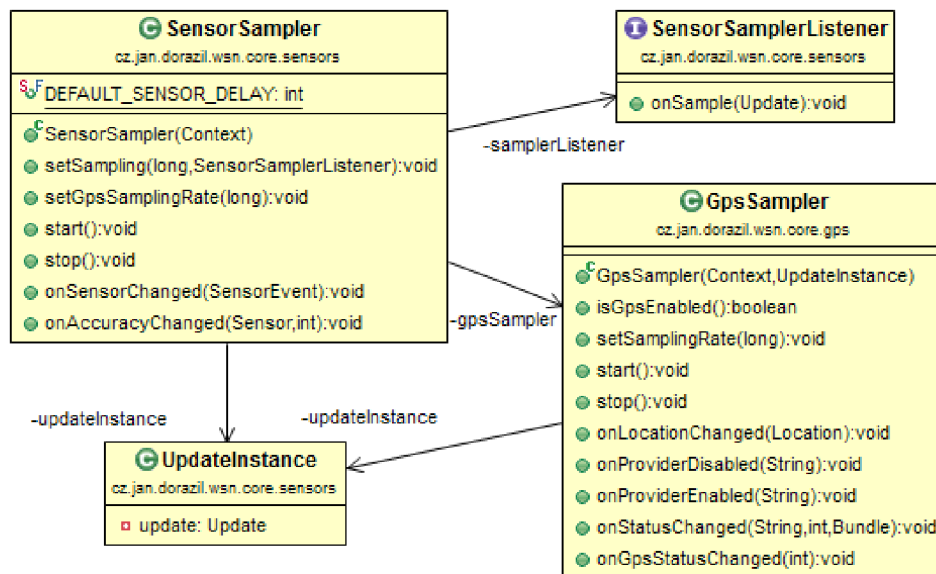 SensorSampler
cz.jan.dorazil.wsn.core.sensors
DEFAULT_SENSOR_DELAY: int
SensorSampler(Context)
setSampling(long,SensorSamplerListener):void
setGpsSamplingRate(long):void
start():void
stop():void
onSensorChanged(SensorEvent):void
onAccuracyChanged(Sensor,int):void
SensorSamplerListener
cz.jan.dorazil.wsn.core.sensors
onSample(Update):void
-samplerListener
GpsSampler
cz.jan.dorazil.wsn.core.gps
GpsSampler(Context,UpdateInstance)
isGpsEnabled():boolean
setSamplingRate(long):void
start():void
stop():void
onLocationChanged(Location):void
onProviderDisabled(String):void
onProviderEnabled(String):void
onStatusChanged(String,int,Bundle):void
onGpsStatusChanged(int):void
-gpsSampler
-updateInstance
-updateInstance
UpdateInstance
cz.jan.dorazil.wsn.core.sensors
update: Update